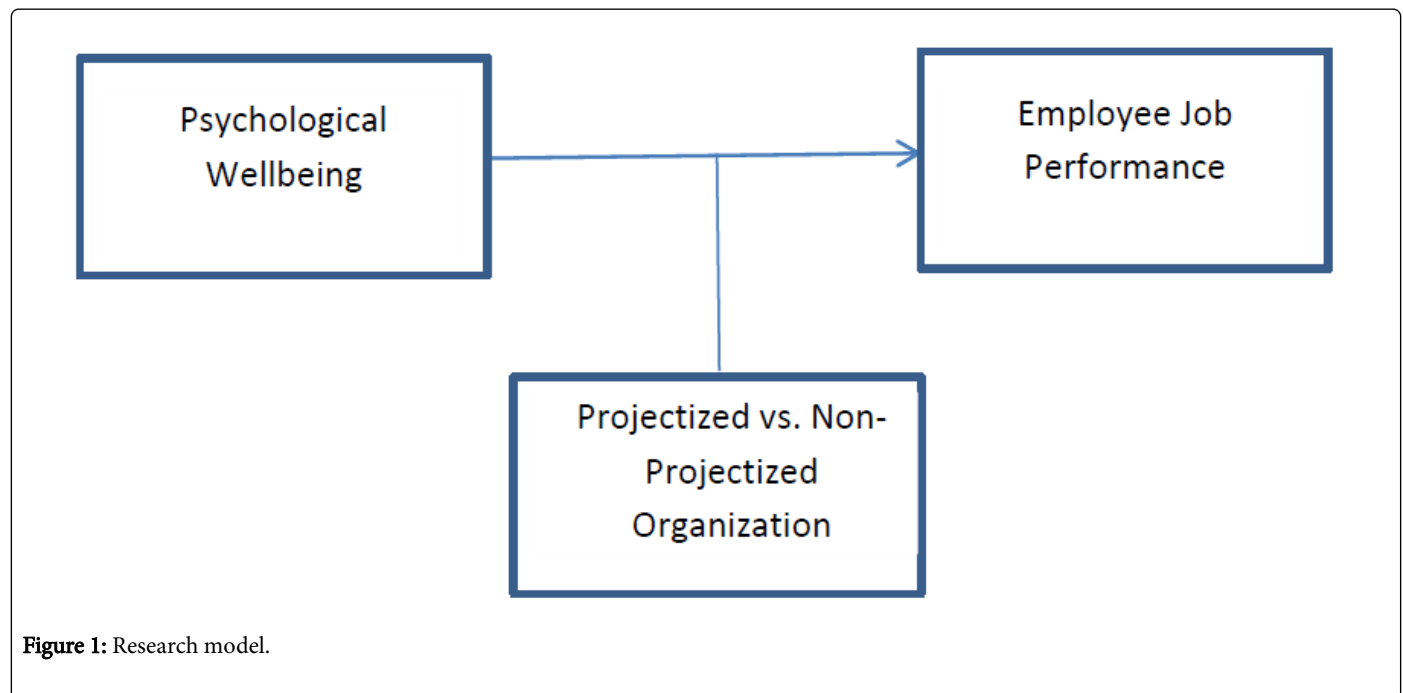 Psychological
Wellbeing
Employee Job
Performance
Projectized vs. Non-
Projectized
Organization
Figure 1: Research model.